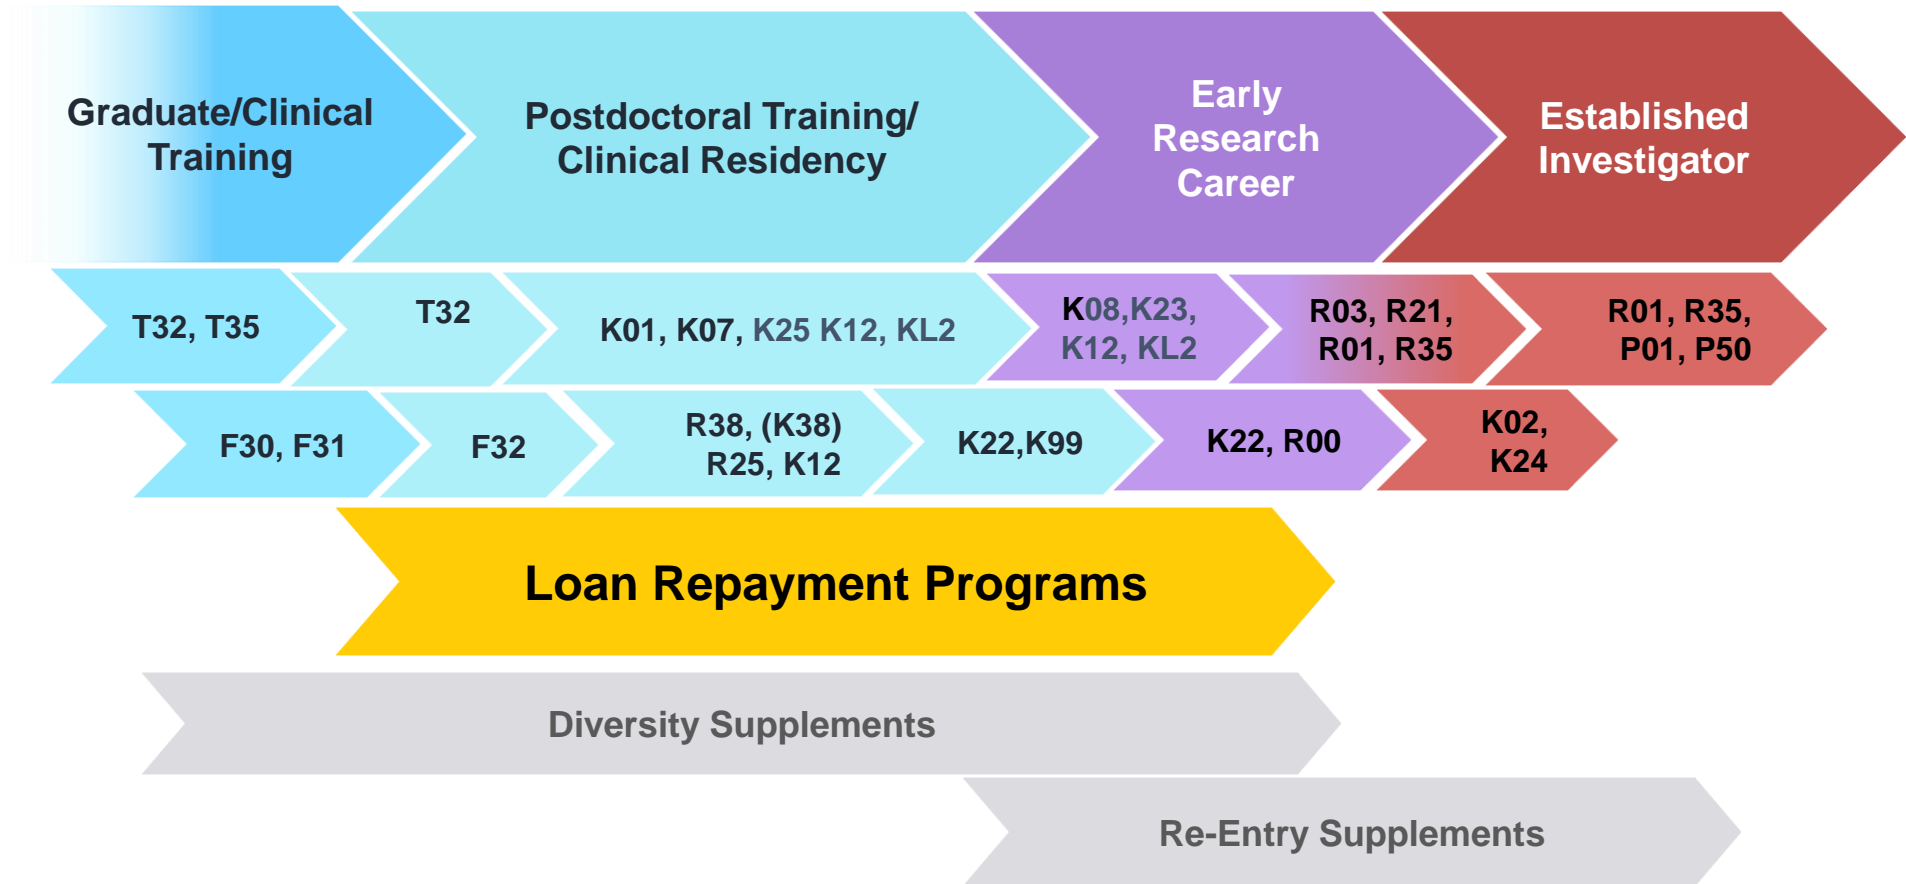 Graduate/Clinical
Training
Postdoctoral Training/
Clinical Residency
Early
Research
Career
Established
Investigator
T32, T35
T32
K01, K07, K25 K12, KL2
K08,K23,
K12, KL2
R03, R21,
R01, R35
R01, R35,
P01, P50
F30, F31
F32
R38, (K38)
R25, K12
K22,K99
K22, R00
K02,
K24
Loan Repayment Programs
Diversity Supplements
Re-Entry Supplements